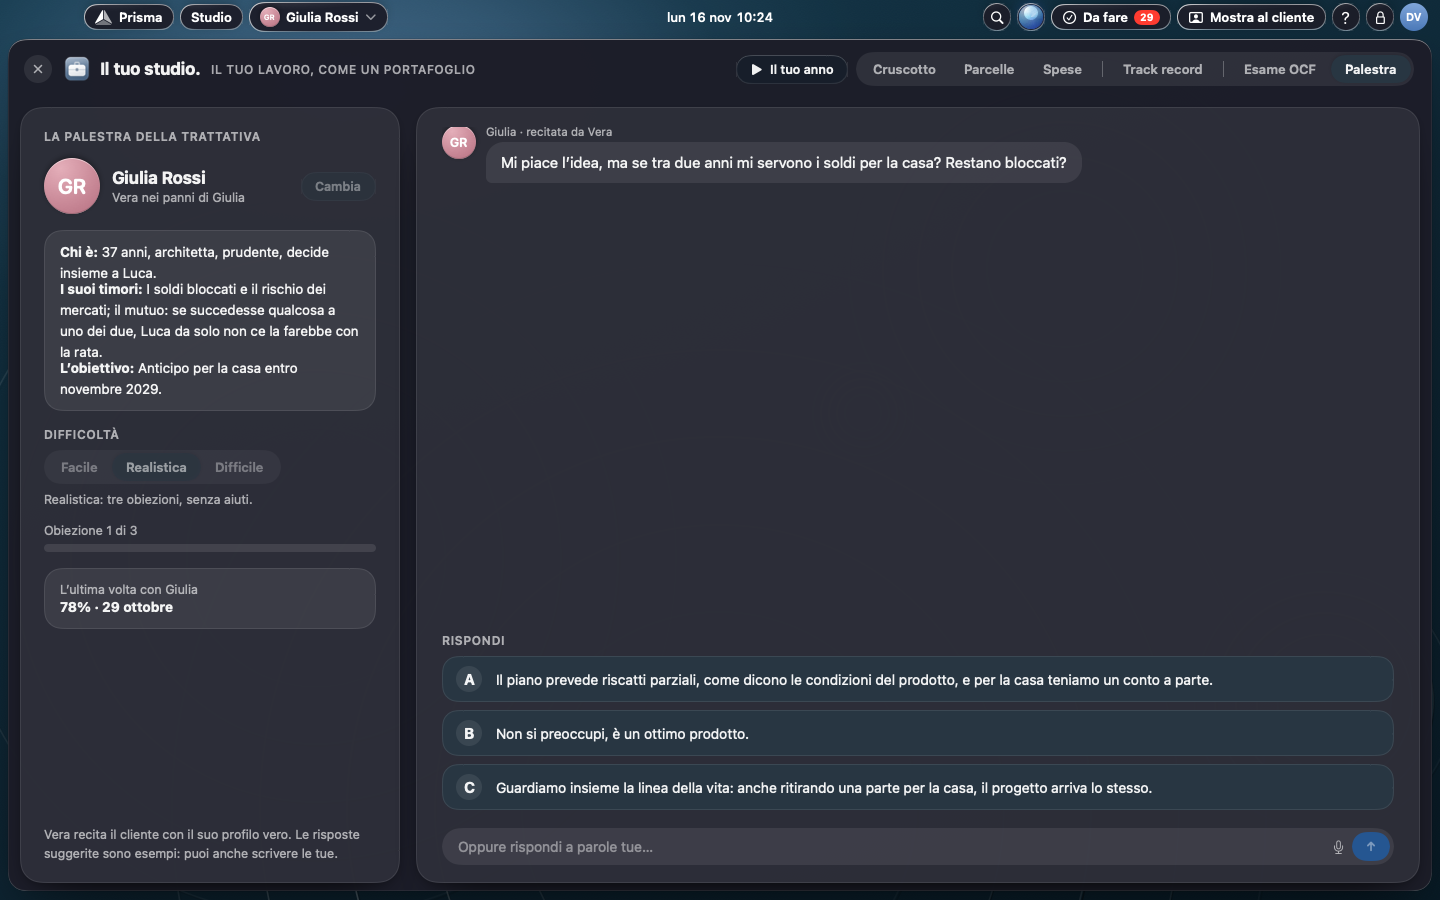 Prisma
Studio
GR Giulia Rossi
lun 16 nov 10:24
Da fare 29
Mostra al cliente
?
DV
Il tuo studio. IL TUO LAVORO, COME UN PORTAFOGLIO
Il tuo anno
Cruscotto
Parcelle
Spese
Track record
Esame OCF
Palestra
LA PALESTRA DELLA TRATTATIVA
GR
Giulia Rossi
Vera nei panni di Giulia
Cambia
Chi è: 37 anni, architetta, prudente, decide
insieme a Luca.
I suoi timori: I soldi bloccati e il rischio dei
mercati; il mutuo: se succedesse qualcosa a
uno dei due, Luca da solo non ce la farebbe con
la rata.
L’obiettivo: Anticipo per la casa entro
novembre 2029.
DIFFICOLTÀ
Facile
Realistica
Difficile
Realistica: tre obiezioni, senza aiuti.
Obiezione 1 di 3
L’ultima volta con Giulia
78% · 29 ottobre
Vera recita il cliente con il suo profilo vero. Le risposte
suggerite sono esempi: puoi anche scrivere le tue.
GR
Giulia · recitata da Vera
Mi piace l’idea, ma se tra due anni mi servono i soldi per la casa? Restano bloccati?
RISPONDI
A Il piano prevede riscatti parziali, come dicono le condizioni del prodotto, e per la casa teniamo un conto a parte.
B Non si preoccupi, è un ottimo prodotto.
C Guardiamo insieme la linea della vita: anche ritirando una parte per la casa, il progetto arriva lo stesso.
Oppure rispondi a parole tue…